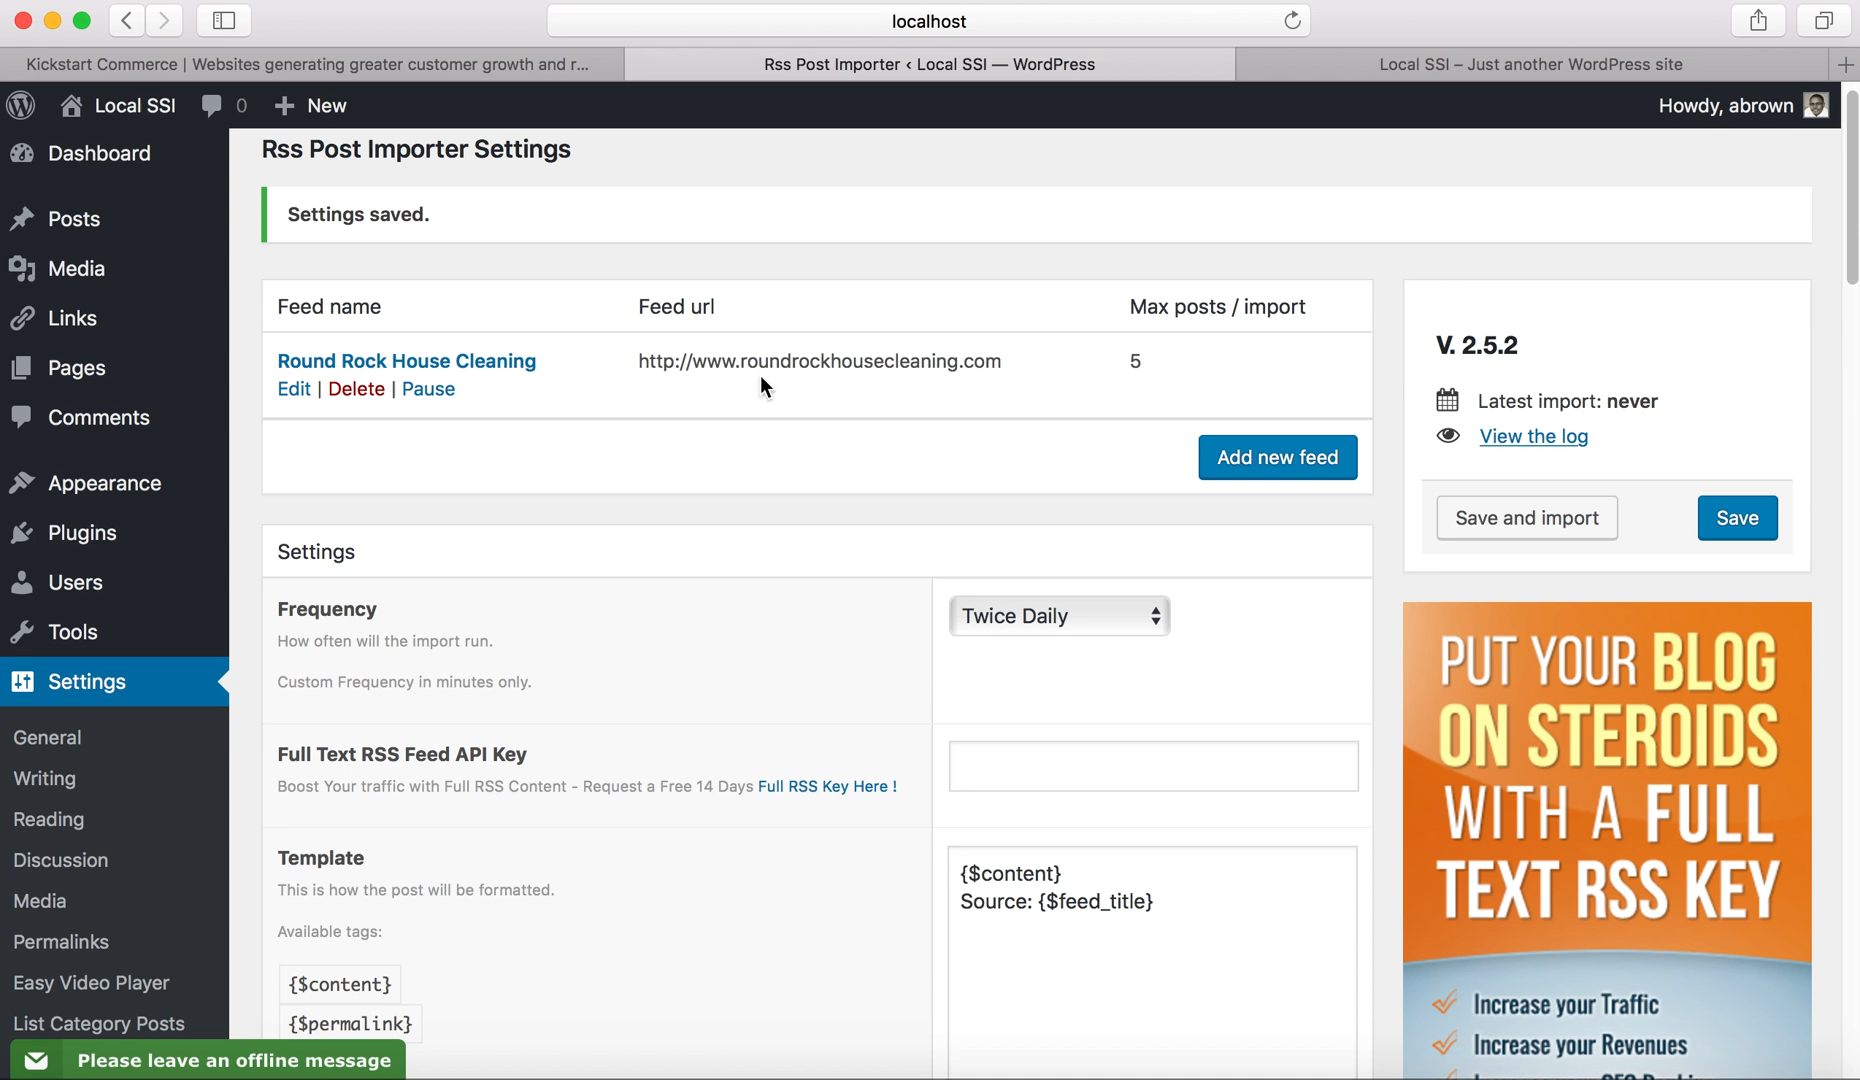 localhost
Kickstart Commerce | Websites generating greater customer growth and r...
Rss Post Importer ‹ Local SSI — WordPress
Local SSI – Just another WordPress site
Local SSI
0
New
Howdy, abrown
Dashboard
Posts
Media
Links
Pages
Comments
Appearance
Plugins
Users
Tools
Settings
General
Writing
Reading
Discussion
Media
Permalinks
Easy Video Player
List Category Posts
Please leave an offline message
Rss Post Importer Settings
Settings saved.
Feed name Feed url Max posts / import
Round Rock House Cleaning http://www.roundrockhousecleaning.com 5
Edit | Delete | Pause
Add new feed
Settings
Frequency
How often will the import run.
Custom Frequency in minutes only.
Twice Daily
Full Text RSS Feed API Key
Boost Your traffic with Full RSS Content - Request a Free 14 Days Full RSS Key Here !
Template
This is how the post will be formatted.
Available tags:
{$content}
{$permalink}
{$content}
Source: {$feed_title}
V. 2.5.2
Latest import: never
View the log
Save and import
Save
PUT YOUR BLOG
ON STEROIDS
WITH A FULL
TEXT RSS KEY
Increase your Traffic
Increase your Revenues